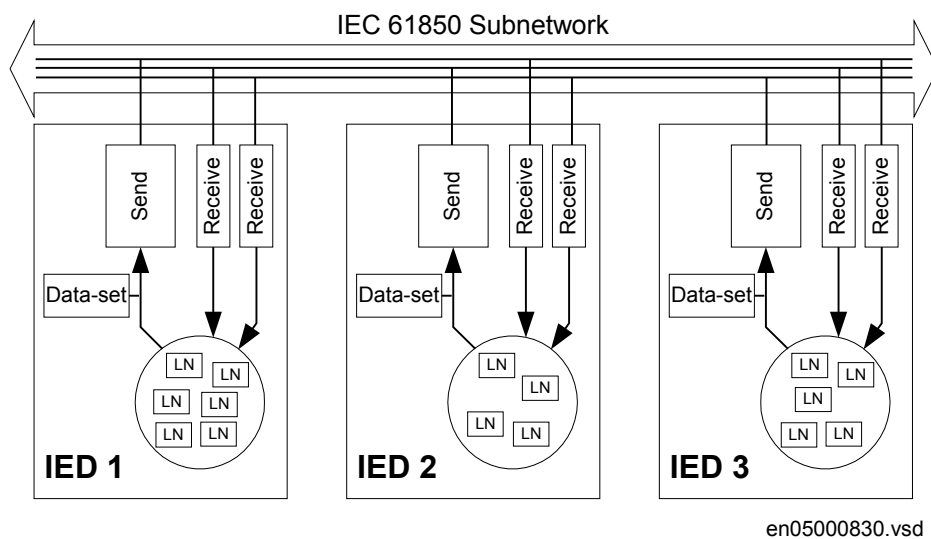 IEC 61850 Subnetwork
Send
Receive
Receive
Data-set
LN
LN
LN
LN
LN
LN
IED 1
Send
Receive
Receive
Data-set
LN
LN
LN
LN
IED 2
Send
Receive
Receive
Data-set
LN
LN
LN
LN
LN
IED 3
en05000830.vsd